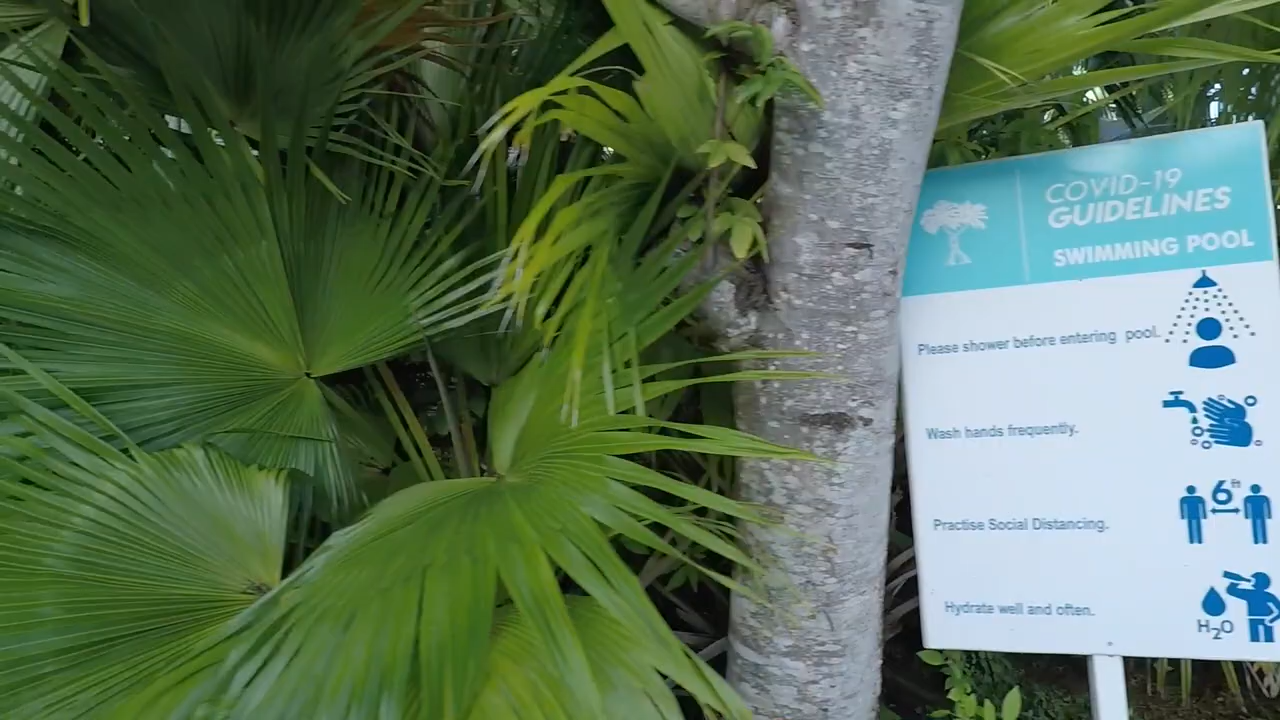 COVID-19
GUIDELINES
SWIMMING POOL
Please shower before entering pool.
Wash hands frequently.
6ft
Practise Social Distancing.
Hydrate well and often.
H2O